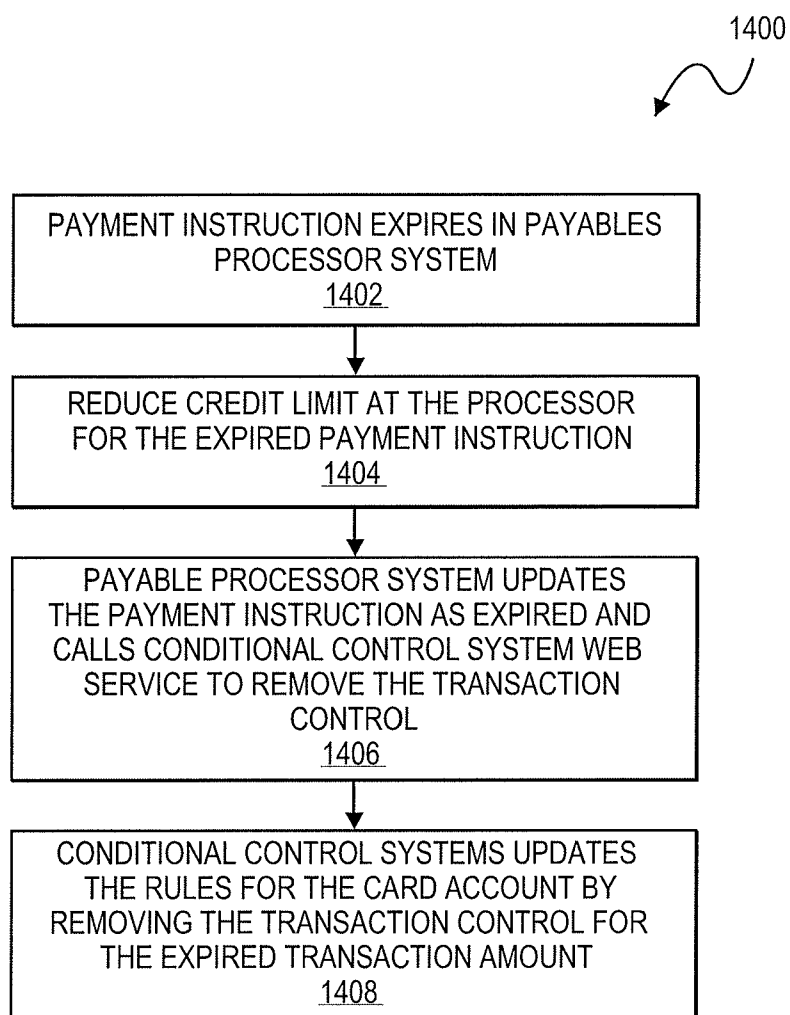 1400
PAYMENT INSTRUCTION EXPIRES IN PAYABLES
PROCESSOR SYSTEM
1402
REDUCE CREDIT LIMIT AT THE PROCESSOR
FOR THE EXPIRED PAYMENT INSTRUCTION
1404
PAYABLE PROCESSOR SYSTEM UPDATES
THE PAYMENT INSTRUCTION AS EXPIRED AND
CALLS CONDITIONAL CONTROL SYSTEM WEB
SERVICE TO REMOVE THE TRANSACTION
CONTROL
1406
CONDITIONAL CONTROL SYSTEMS UPDATES
THE RULES FOR THE CARD ACCOUNT BY
REMOVING THE TRANSACTION CONTROL FOR
THE EXPIRED TRANSACTION AMOUNT
1408